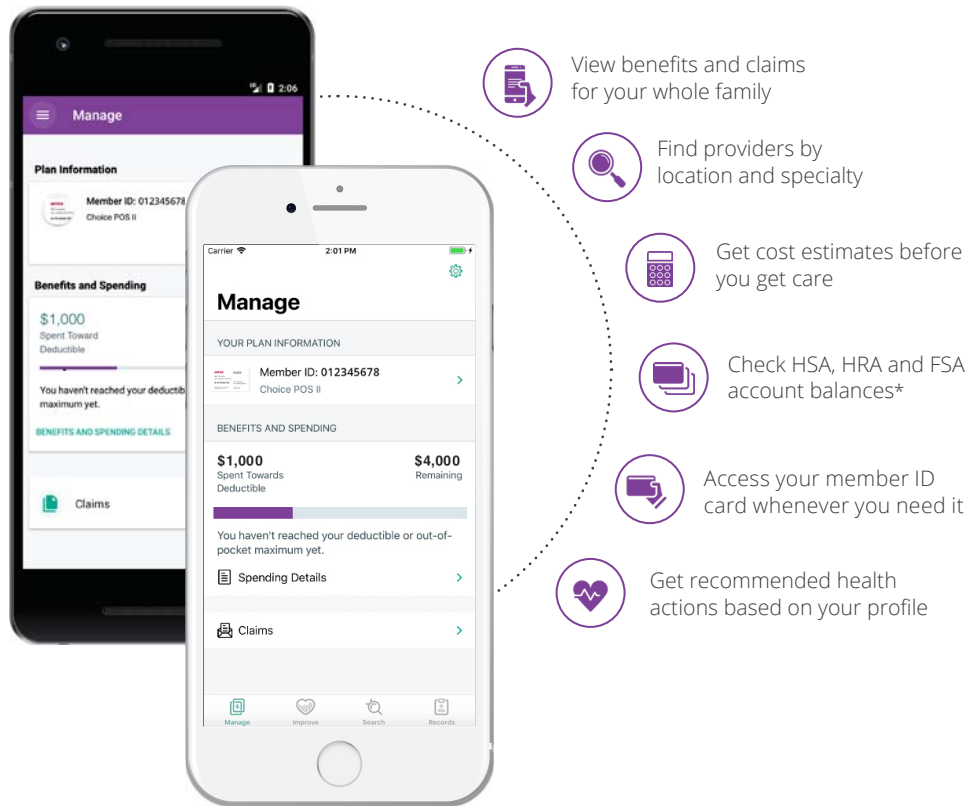 2:06
Manage
Plan Information
Member ID: 012345678
Choice POS II
Benefits and Spending
$1,000
Spent Toward
Deductible
You haven't reached your deductib
maximum yet.
BENEFITS AND SPENDING DETAILS
Claims
Carrier
2:01 PM
Manage
YOUR PLAN INFORMATION
Member ID: 012345678
Choice POS II
BENEFITS AND SPENDING
$1,000 $4,000
Spent Towards Remaining
Deductible
You haven't reached your deductible or out-of-
pocket maximum yet.
Spending Details
Claims
Manage Improve Search Records
View benefits and claims
for your whole family
Find providers by
location and specialty
Get cost estimates before
you get care
Check HSA, HRA and FSA
account balances*
Access your member ID
card whenever you need it
Get recommended health
actions based on your profile